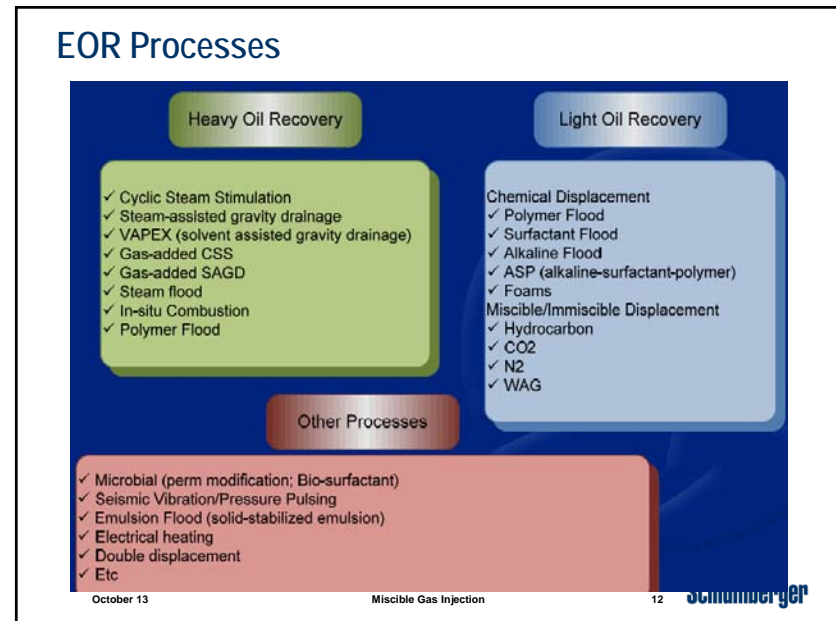 EOR Processes
Heavy Oil Recovery
✓ Cyclic Steam Stimulation
✓ Steam-assisted gravity drainage
✓ VAPEX (solvent assisted gravity drainage)
✓ Gas-added CSS
✓ Gas-added SAGD
✓ Steam flood
✓ In-situ Combustion
✓ Polymer Flood
Light Oil Recovery
Chemical Displacement
✓ Polymer Flood
✓ Surfactant Flood
✓ Alkaline Flood
✓ ASP (alkaline-surfactant-polymer)
✓ Foams
Miscible/Immiscible Displacement
✓ Hydrocarbon
✓ CO2
✓ N2
✓ WAG
Other Processes
✓ Microbial (perm modification; Bio-surfactant)
✓ Seismic Vibration/Pressure Pulsing
✓ Emulsion Flood (solid-stabilized emulsion)
✓ Electrical heating
✓ Double displacement
✓ Etc
October 13 Miscible Gas Injection 12 Schlumberger